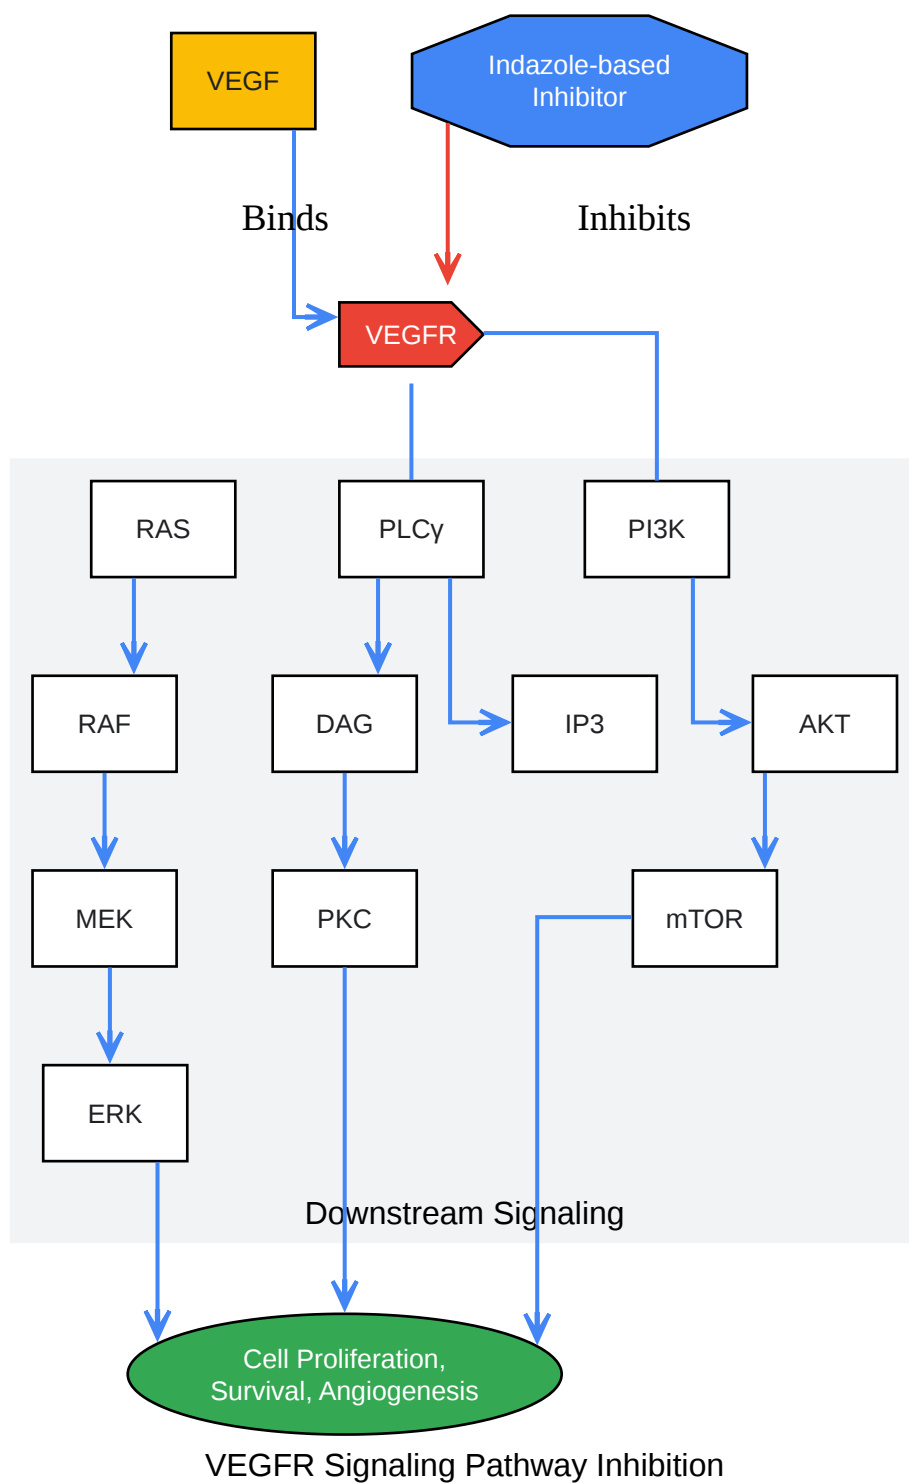 VEGF
Indazole-based
Inhibitor
Binds
Inhibits
VEGFR
RAS
PLCγ
PI3K
RAF
DAG
IP3
AKT
MEK
PKC
mTOR
ERK
Downstream Signaling
Cell Proliferation,
Survival, Angiogenesis
VEGFR Signaling Pathway Inhibition